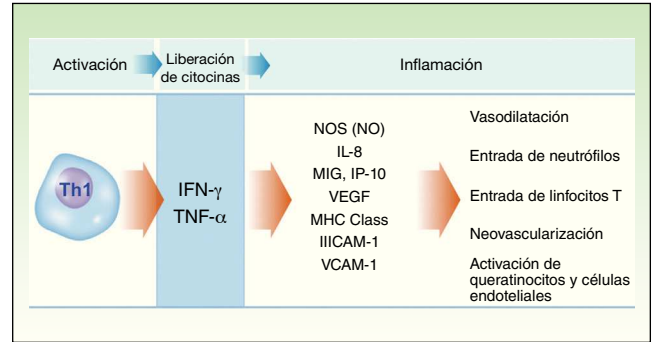 Activación
Liberación
de citocinas
Inflamación
Th1
IFN-γ
TNF-α
NOS (NO)
IL-8
MIG, IP-10
VEGF
MHC Class
IIICAM-1
VCAM-1
Vasodilatación
Entrada de neutrófilos
Entrada de linfocitos T
Neovascularización
Activación de
queratinocitos y células
endoteliales